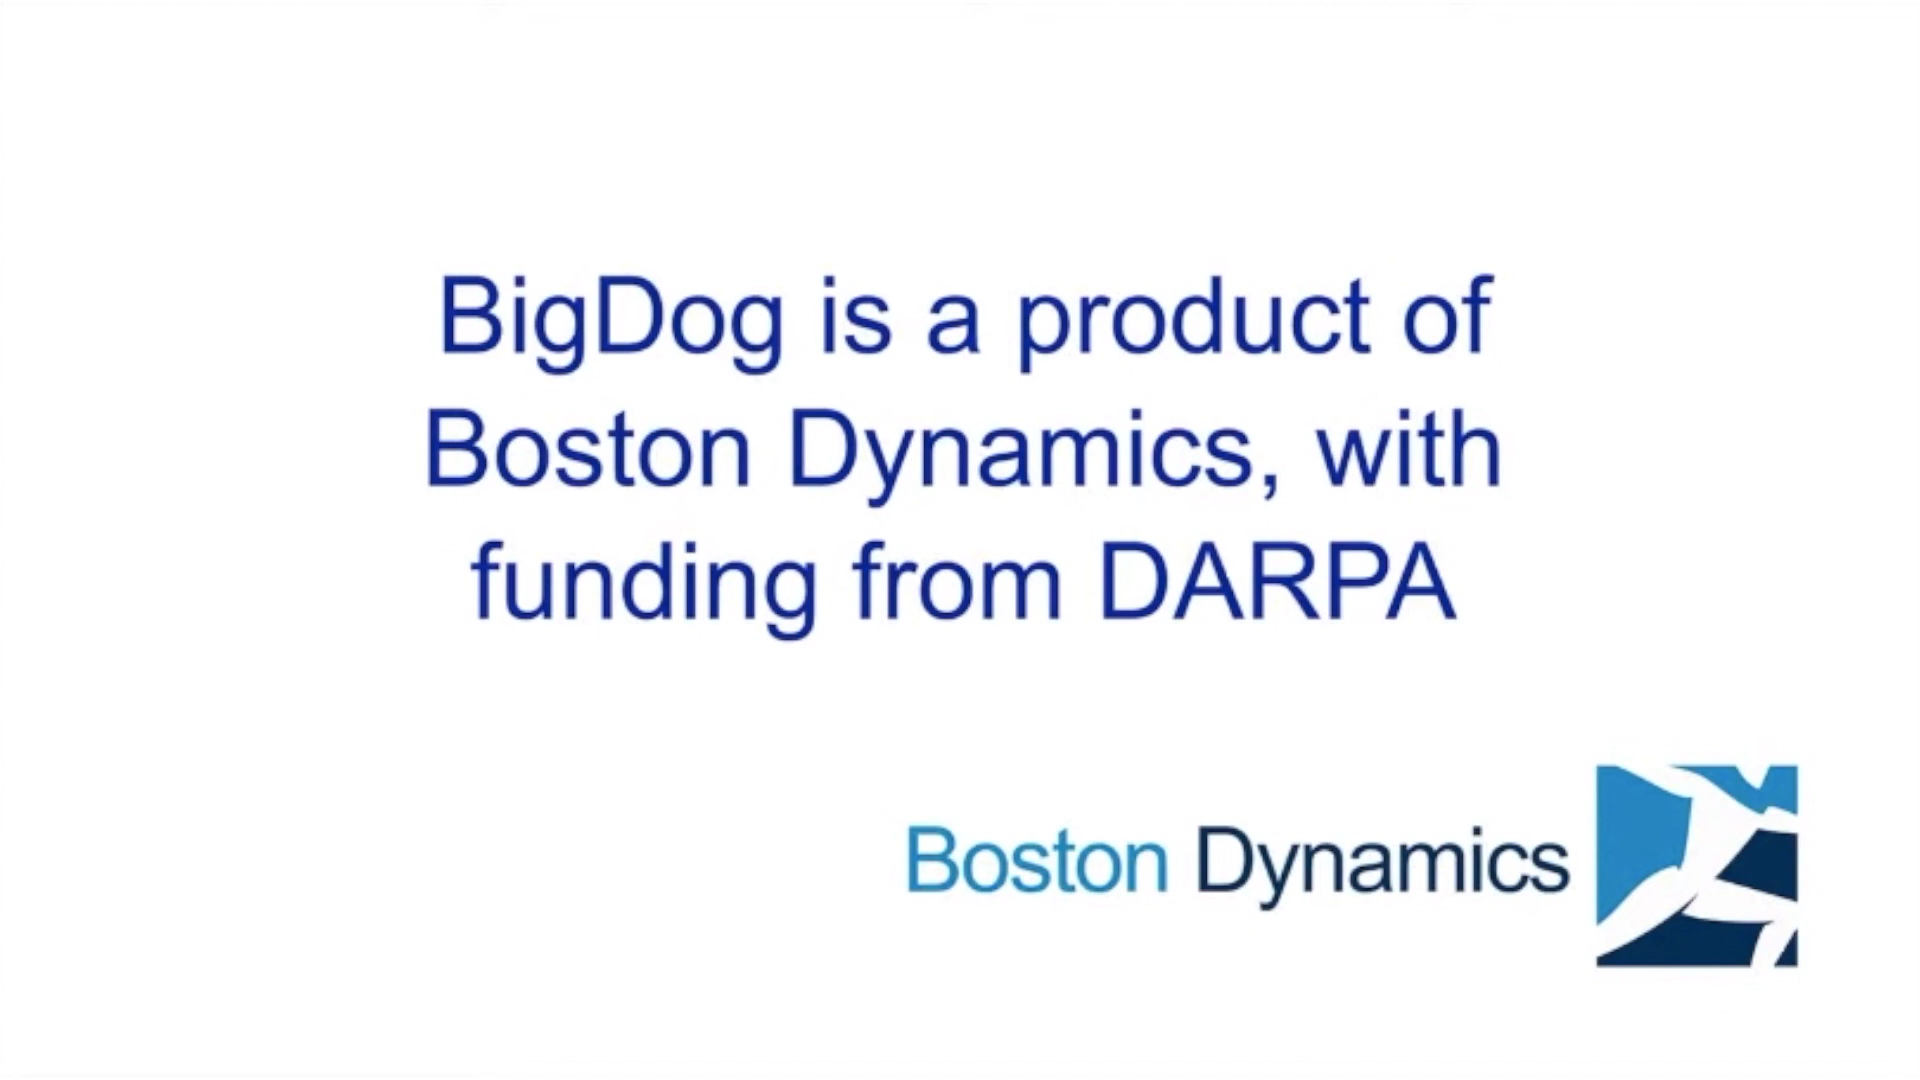 BigDog is a product of
Boston Dynamics, with
funding from DARPA
Boston Dynamics